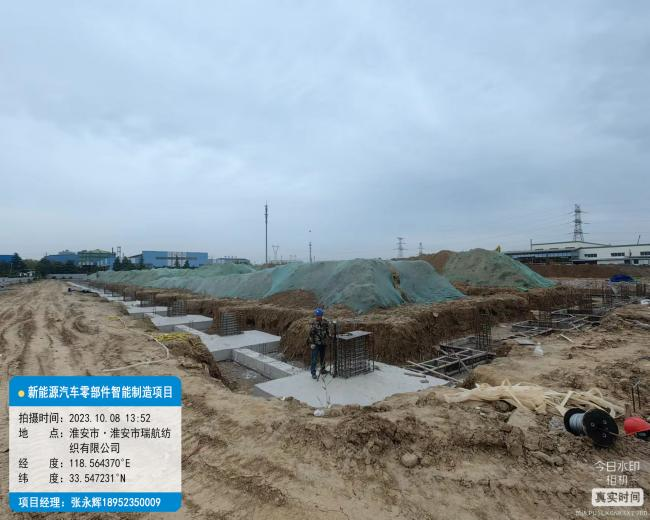 新能源汽车零部件智能制造项目
拍摄时间：2023.10.08 13:52
地　点：淮安市·淮安市瑞航纺
织有限公司
经　度：118.564370°E
纬　度：33.547231°N
项目经理：张永辉18952350009
今日水印
相机
真实时间